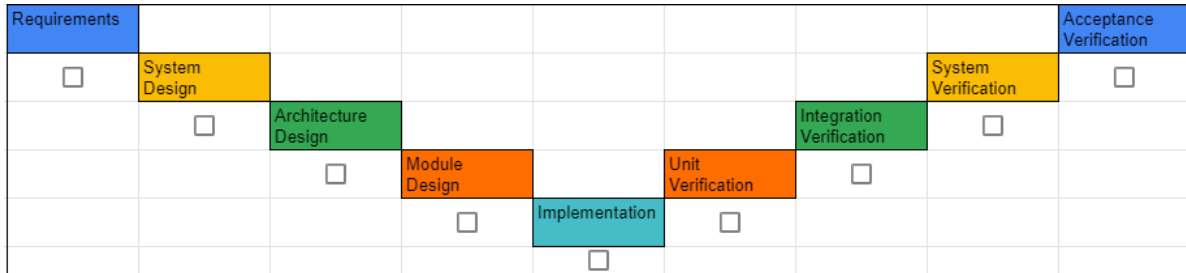 Requirements
Acceptance
Verification
System
Design
System
Verification
Architecture
Design
Integration
Verification
Module
Design
Unit
Verification
Implementation